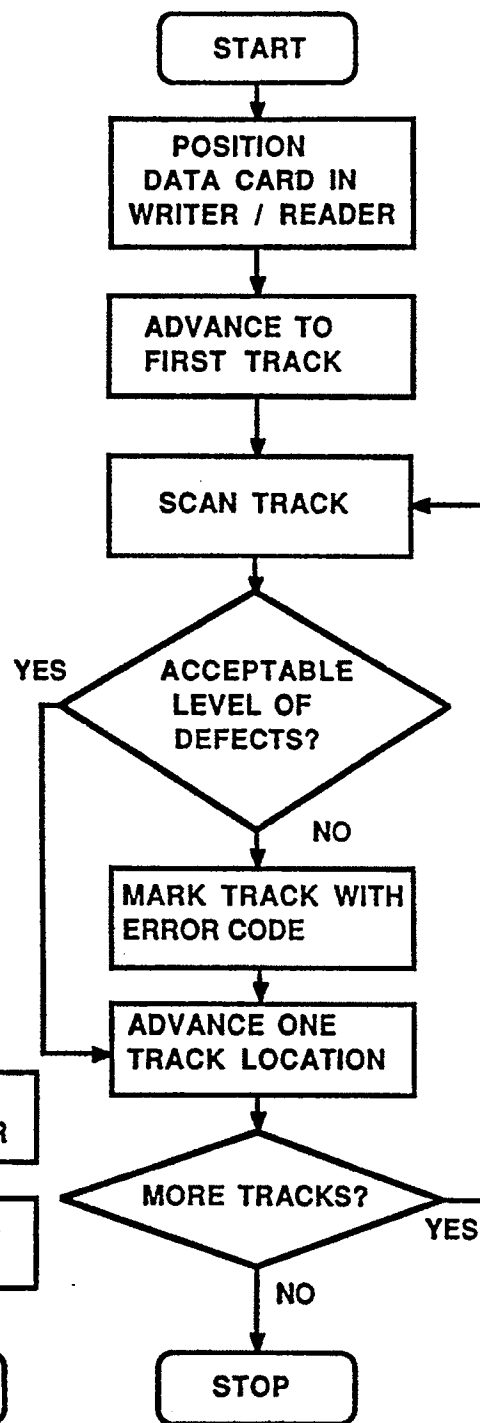 START
POSITION
DATA CARD IN
WRITER / READER
ADVANCE TO
FIRST TRACK
SCAN TRACK
YES
ACCEPTABLE
LEVEL OF
DEFECTS?
NO
MARK TRACK WITH
ERROR CODE
ADVANCE ONE
TRACK LOCATION
R
MORE TRACKS?
YES
NO
STOP